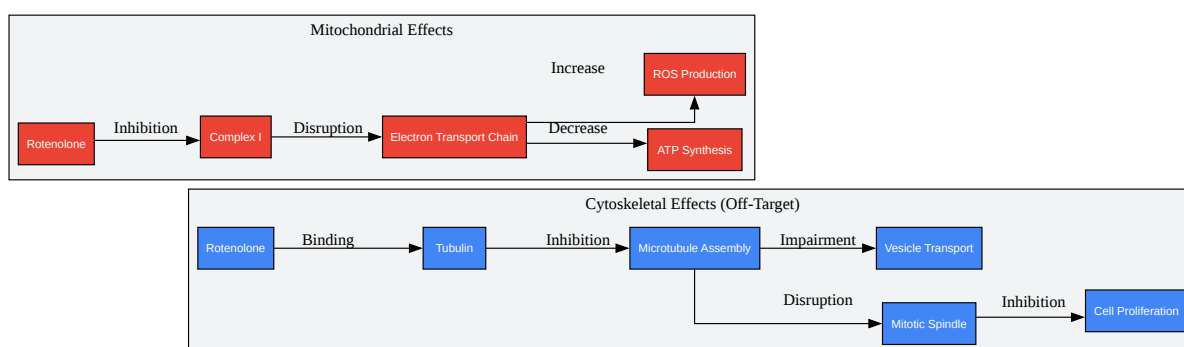 Mitochondrial Effects
Increase
ROS Production
Rotenolone
Inhibition
Complex I
Disruption
Electron Transport Chain
Decrease
ATP Synthesis
Cytoskeletal Effects (Off-Target)
Rotenolone
Binding
Tubulin
Inhibition
Microtubule Assembly
Impairment
Vesicle Transport
Disruption
Mitotic Spindle
Inhibition
Cell Proliferation